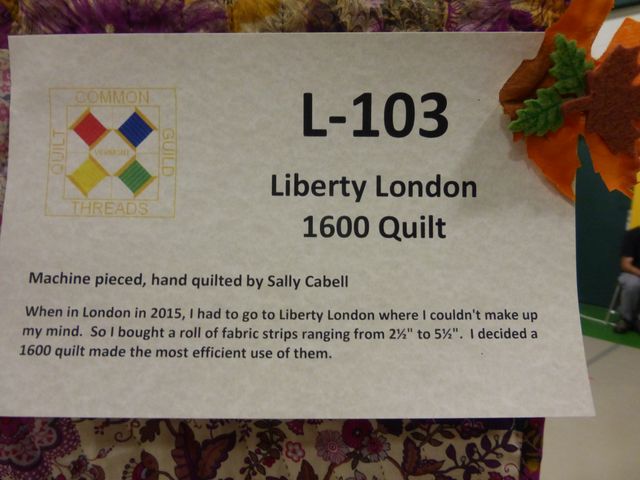 COMMON
QUILT
GUILD
THREADS
L-103
Liberty London
1600 Quilt
Machine pieced, hand quilted by Sally Cabell
When in London in 2015, I had to go to Liberty London where I couldn't make up
my mind. So I bought a roll of fabric strips ranging from 2½" to 5½". I decided a
1600 quilt made the most efficient use of them.